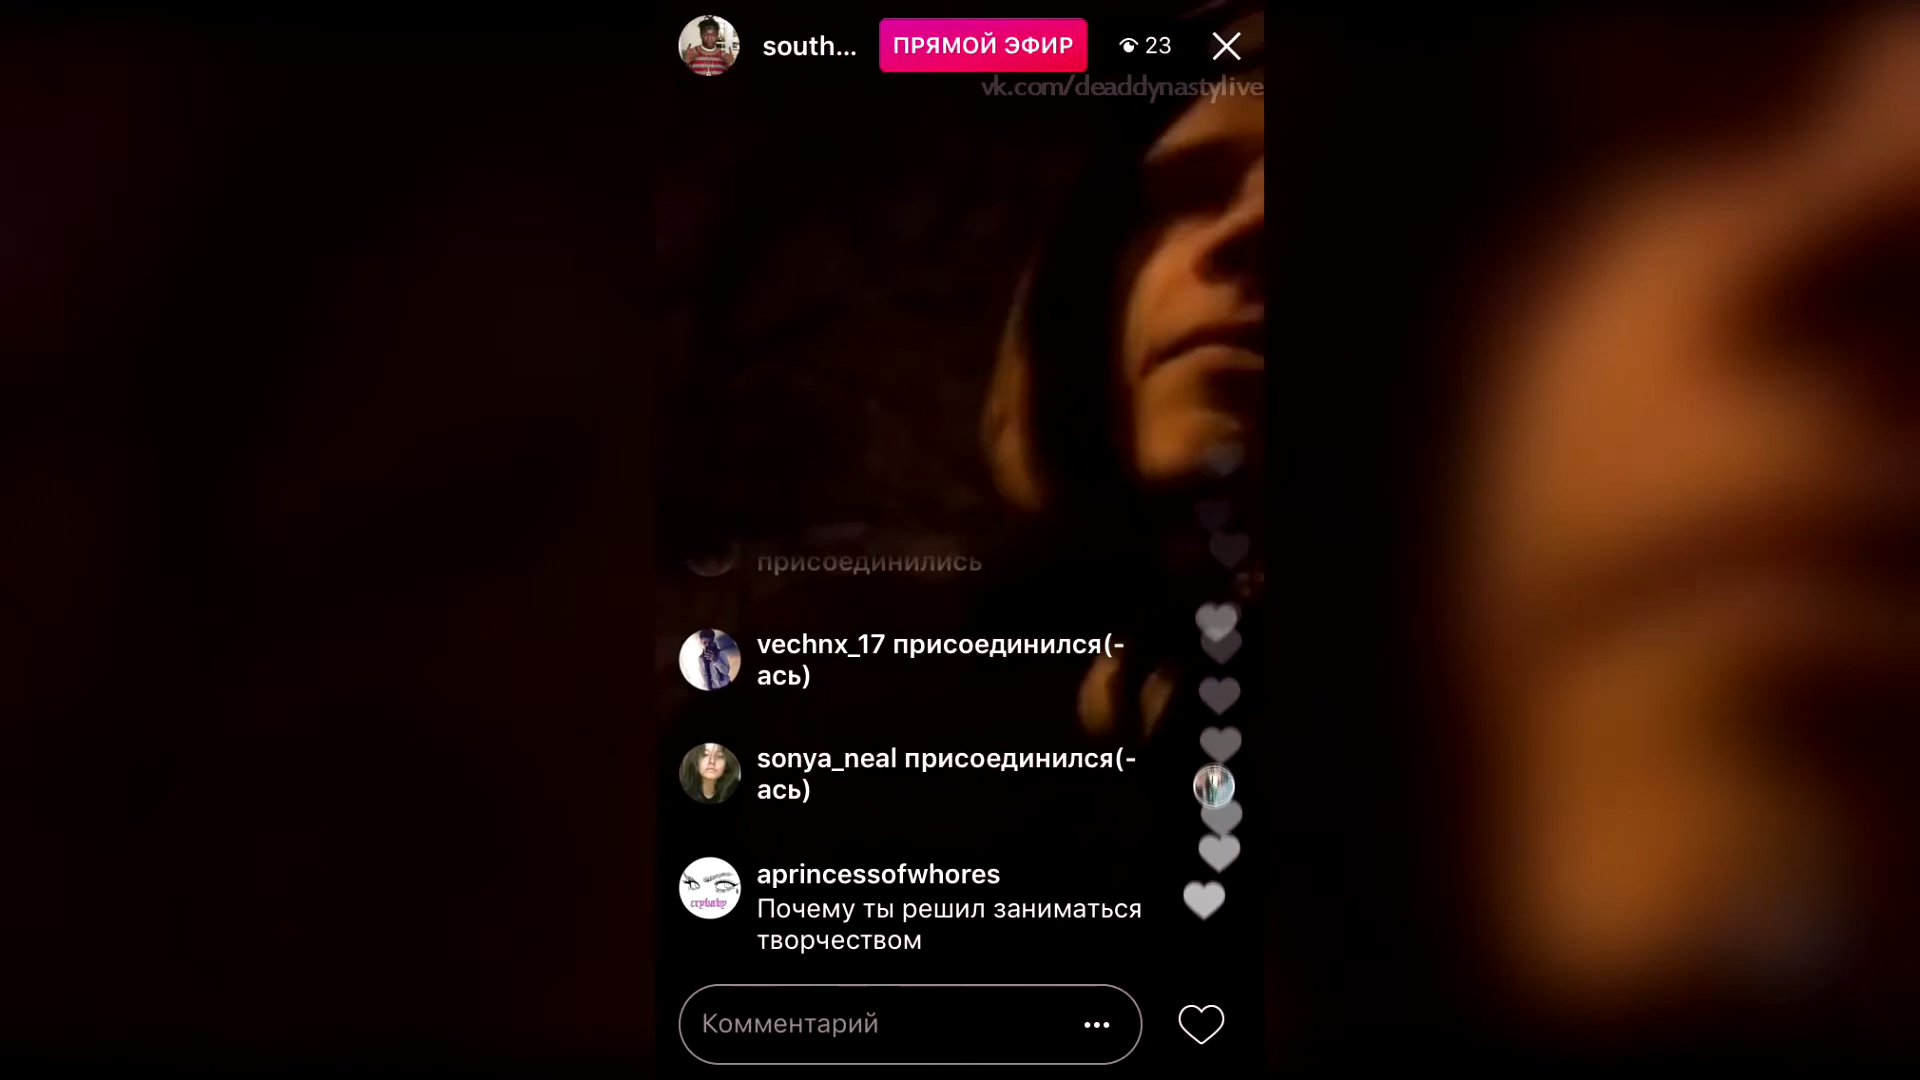 south...
ПРЯМОЙ ЭФИР
23
vk.com/deaddynastylive
присоединились
vechnx_17 присоединился(-
ась)
sonya_neal присоединился(-
ась)
crybaby
aprincessofwhores
Почему ты решил заниматься
творчеством
Комментарий